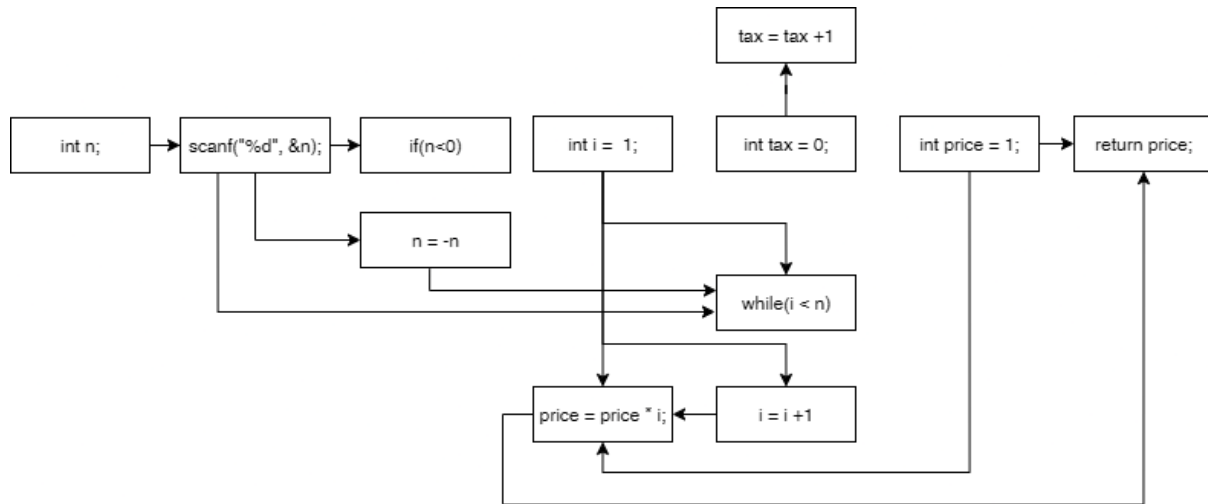 tax = tax +1
int n;
scanf("%d", &n);
if(n<0)
int i = 1;
int tax = 0;
int price = 1;
return price;
n = -n
while(i < n)
price = price * i;
i = i +1